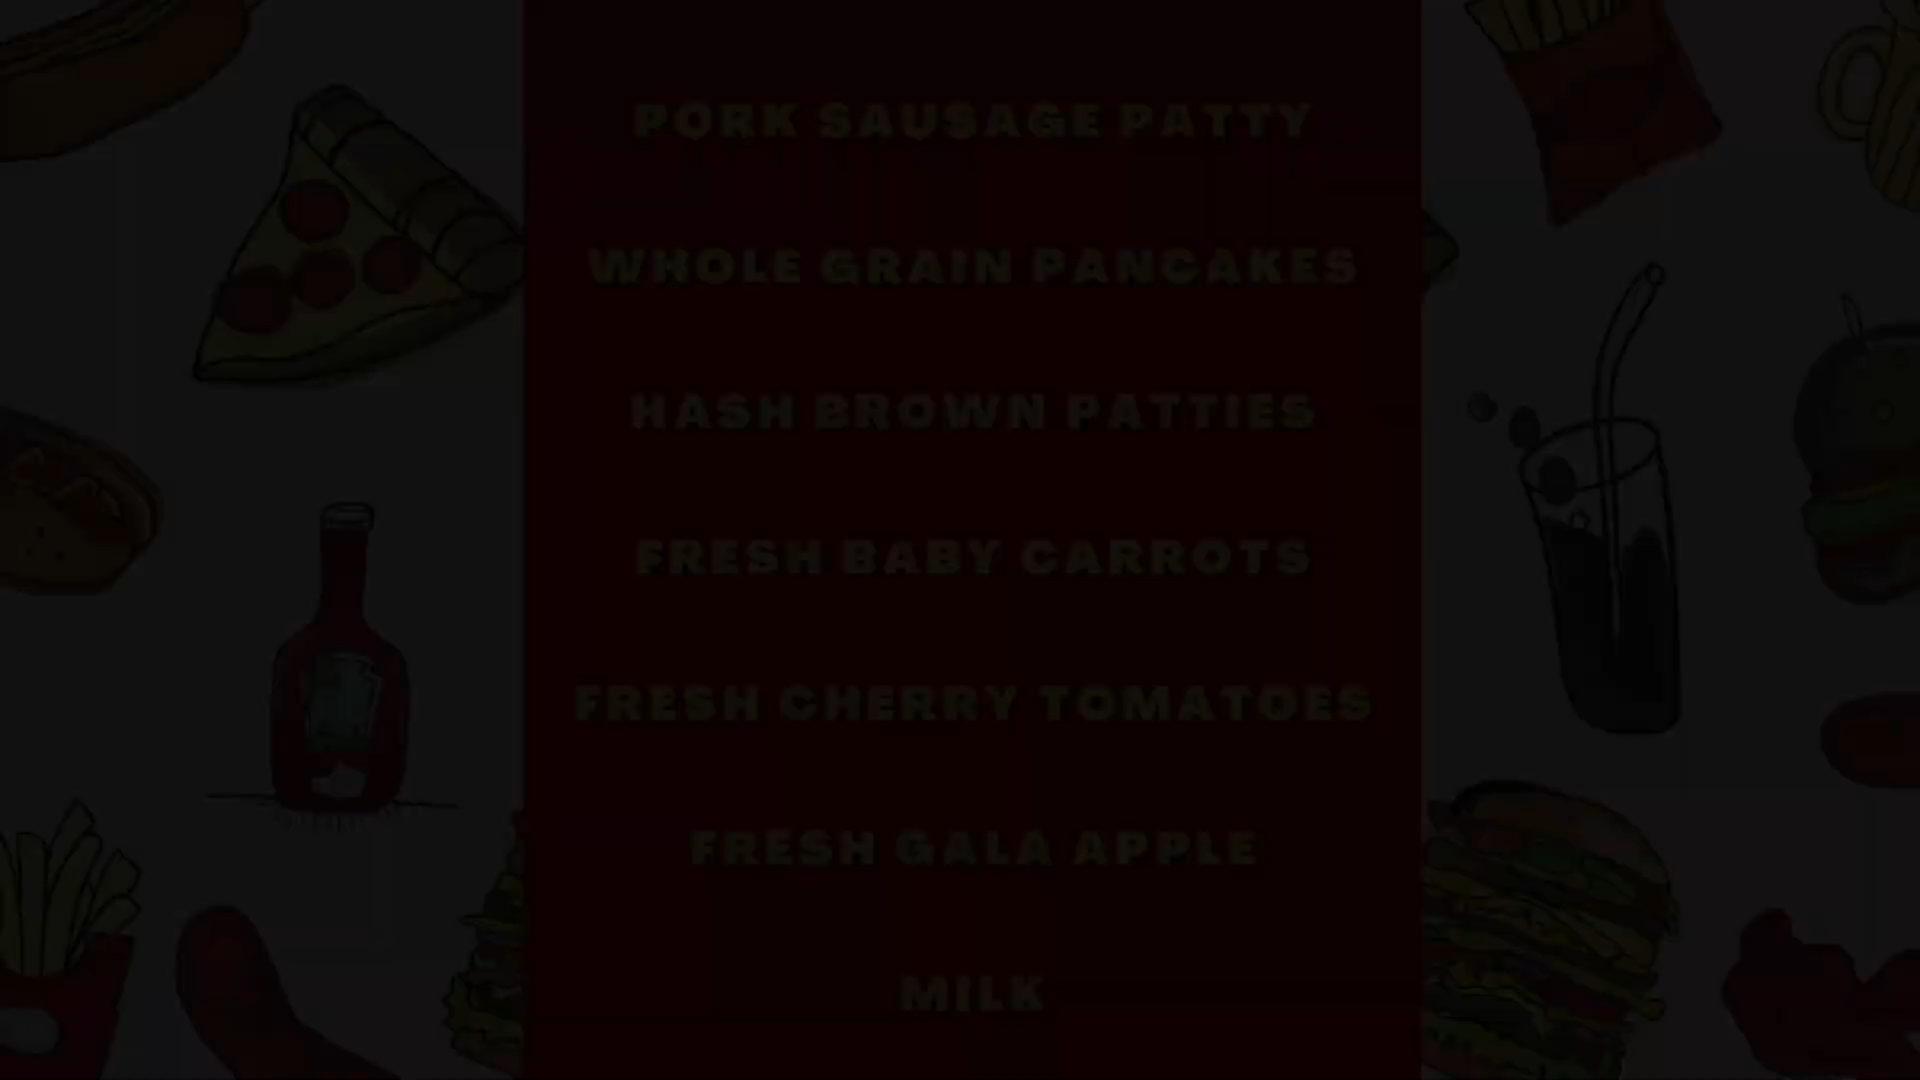 PORK SAUSAGE PATTY
WHOLE GRAIN PANCAKES
HASH BROWN PATTIES
FRESH BABY CARROTS
FRESH CHERRY TOMATOES
FRESH GALA APPLE
MILK